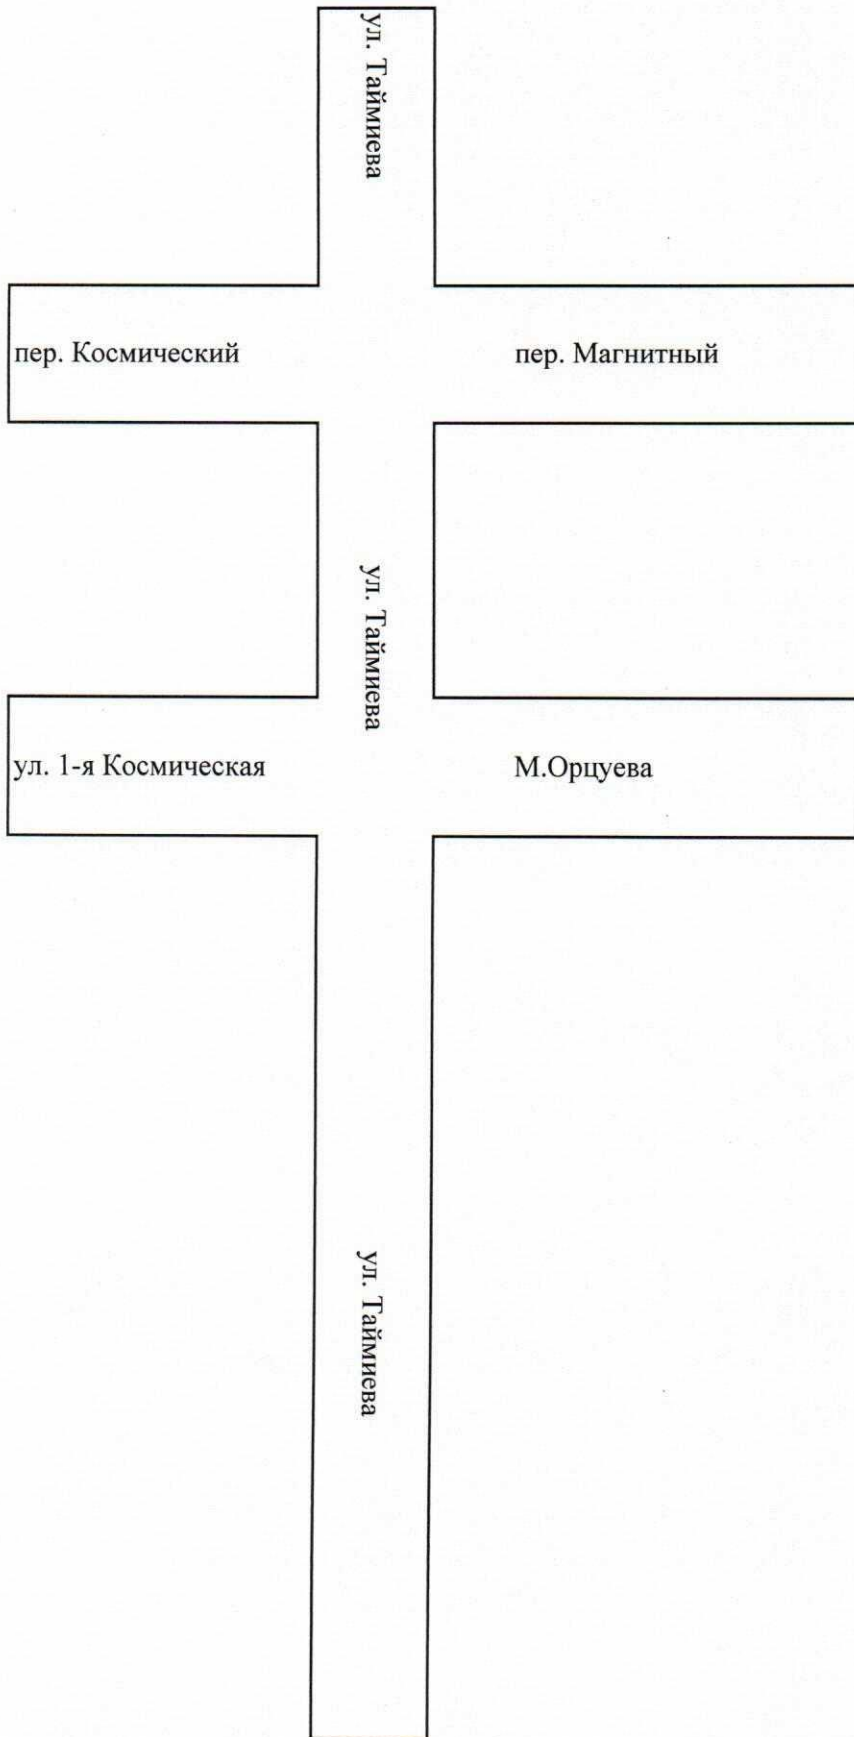 ул. Таймиева
пер. Космический
пер. Магнитный
ул. Таймиева
ул. 1-я Космическая
М.Орцуева
ул. Таймиева